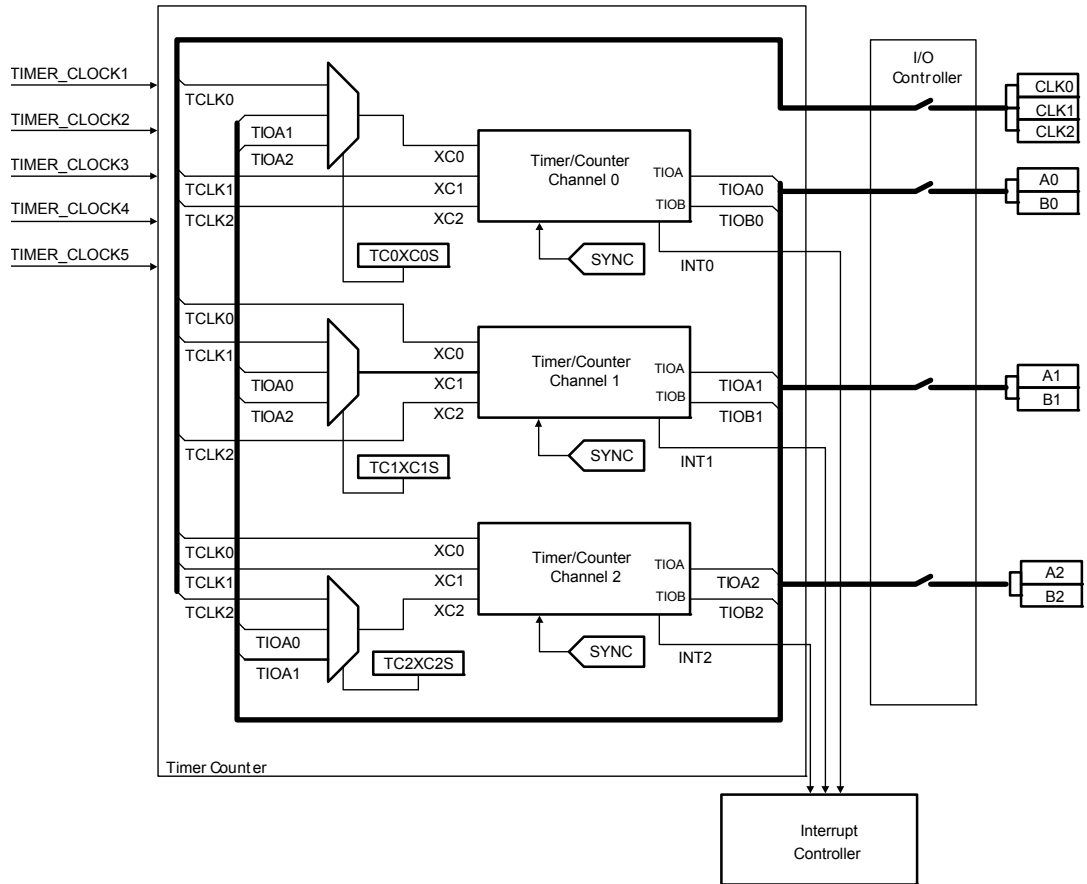 TIMER_CLOCK1
TIMER_CLOCK2
TIMER_CLOCK3
TIMER_CLOCK4
TIMER_CLOCK5
TCLK0
TIOA1
TIOA2
TCLK1
TCLK2
XC0
XC1
XC2
Timer/Counter
Channel 0
TIOA
TIOB
TIOA0
TIOB0
TC0XC0S
SYNC
INT0
TCLK0
TCLK1
TIOA0
TIOA2
TCLK2
XC0
XC1
XC2
Timer/Counter
Channel 1
TIOA
TIOB
TIOA1
TIOB1
TC1XC1S
SYNC
INT1
TCLK0
TCLK1
TCLK2
TIOA0
TIOA1
XC0
XC1
XC2
Timer/Counter
Channel 2
TIOA
TIOB
TIOA2
TIOB2
TC2XC2S
SYNC
INT2
Timer Counter
I/O
Controller
CLK0
CLK1
CLK2
A0
B0
A1
B1
A2
B2
Interrupt
Controller